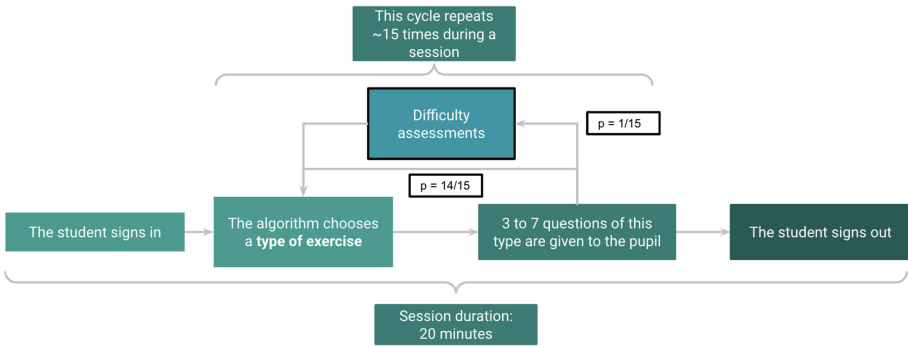 This cycle repeats
~15 times during a
session
Difficulty
assessments
p = 1/15
p = 14/15
The student signs in
The algorithm chooses
a type of exercise
3 to 7 questions of this
type are given to the pupil
The student signs out
Session duration:
20 minutes